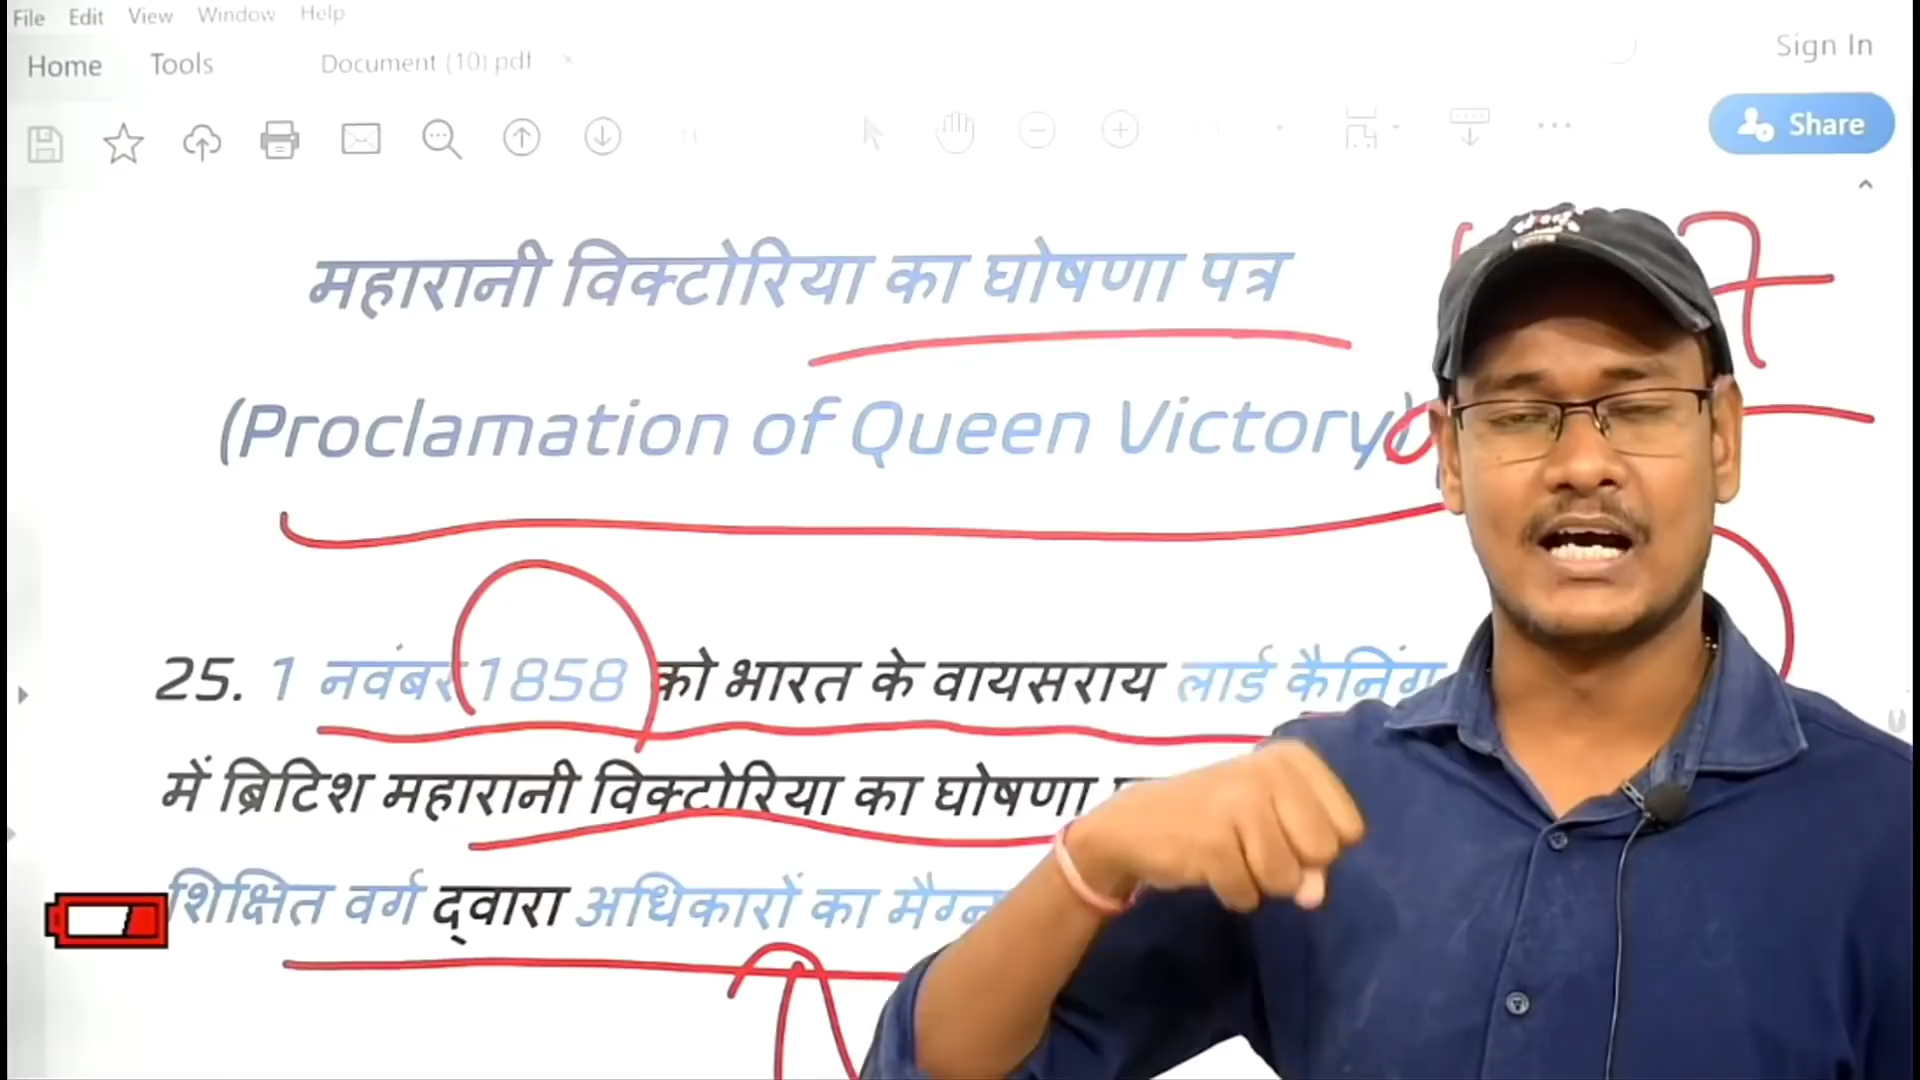 File Edit View Window Help
Home Tools Document (10) pdf
Sign In
Share
महारानी विक्टोरिया का घोषणा पत्र
(Proclamation of Queen Victory)
25. 1 नवंबर 1858 को भारत के वायसराय लार्ड कैनिंग
में ब्रिटिश महारानी विक्टोरिया का घोषणा
शिक्षित वर्ग द्वारा अधिकारों का